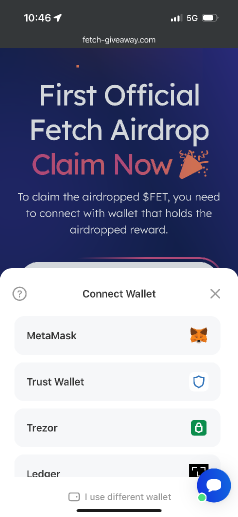 10:46
5G
fetch-giveaway.com
First Official
Fetch Airdrop
Claim Now
To claim the airdropped $FET, you need
to connect with wallet that holds the
airdropped reward.
Connect Wallet
MetaMask
Trust Wallet
Trezor
Ledger
I use different wallet